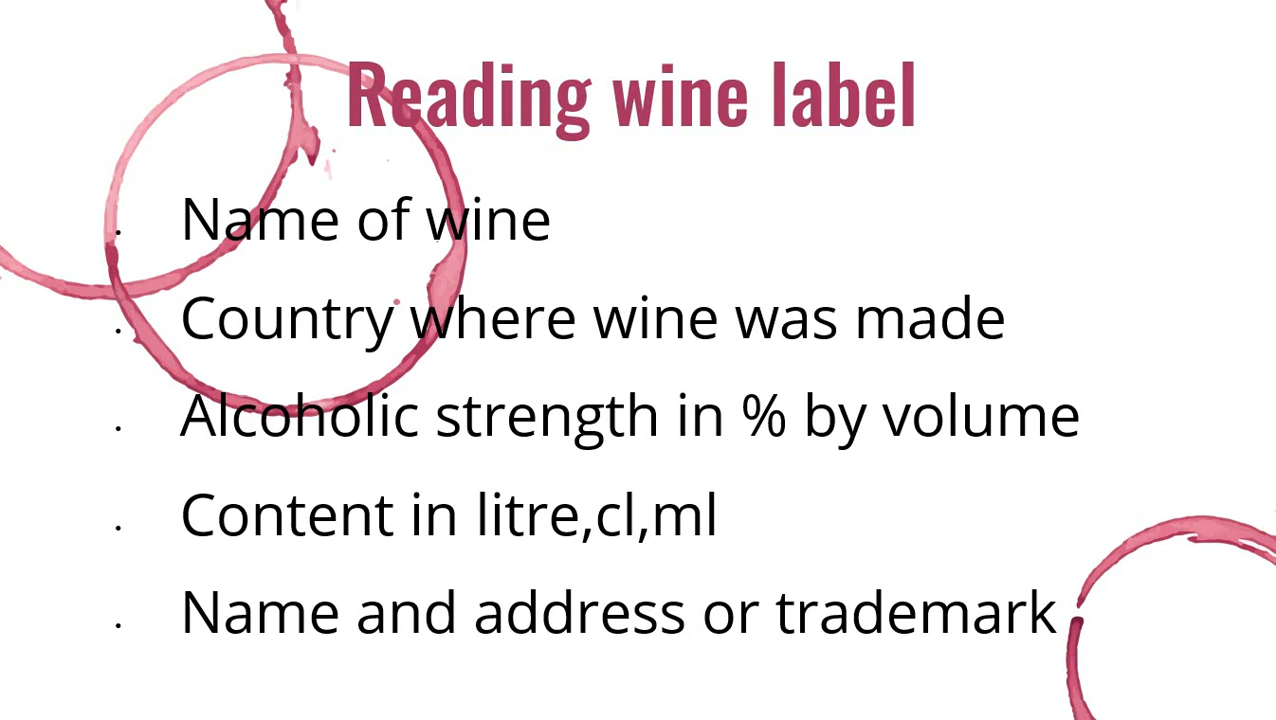 Reading wine label
. Name of wine
. Country where wine was made
. Alcoholic strength in % by volume
. Content in litre,cl,ml
. Name and address or trademark